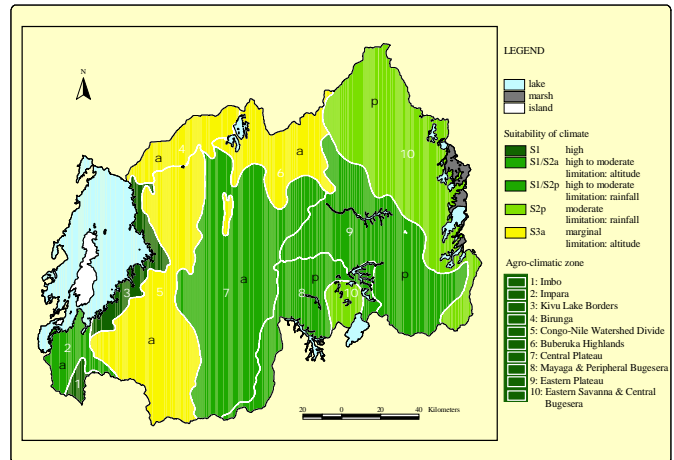 N
LEGEND
lake
marsh
island
Suitability of climate
S1 high
S1/S2a high to moderate
limitation: altitude
S1/S2p high to moderate
limitation: rainfall
S2p moderate
limitation: rainfall
S3a marginal
limitation: altitude
Agro-climatic zone
1: Imbo
2: Impara
3: Kivu Lake Borders
4: Birunga
5: Congo-Nile Watershed Divide
6: Buberuka Highlands
7: Central Plateau
8: Mayaga & Peripheral Bugesera
9: Eastern Plateau
10: Eastern Savanna & Central
Bugesera
p
a
4
a
10
6
9
a
p
p
3
5
7
8
10
a
2
a
1
20 0 20 40 Kilometers